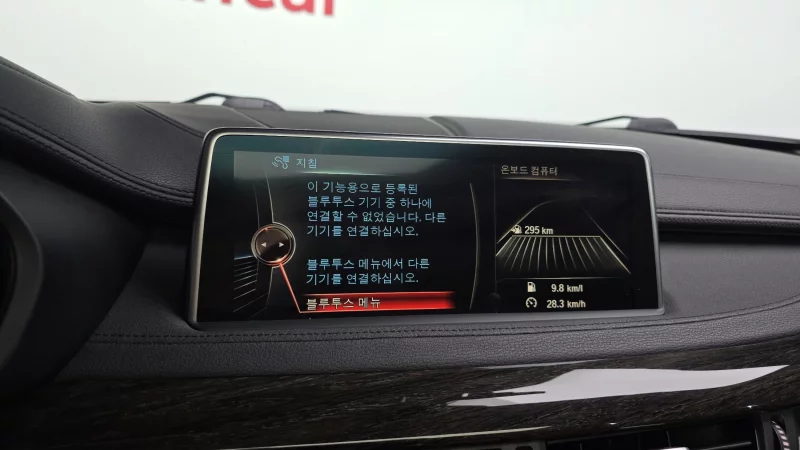 지침
이 기능용으로 등록된
블루투스 기기 중 하나에
연결할 수 없었습니다. 다른
기기를 연결하십시오.
블루투스 메뉴에서 다른
기기를 연결하십시오.
블루투스 메뉴
온보드 컴퓨터
295 km
9.8 km/l
28.3 km/h